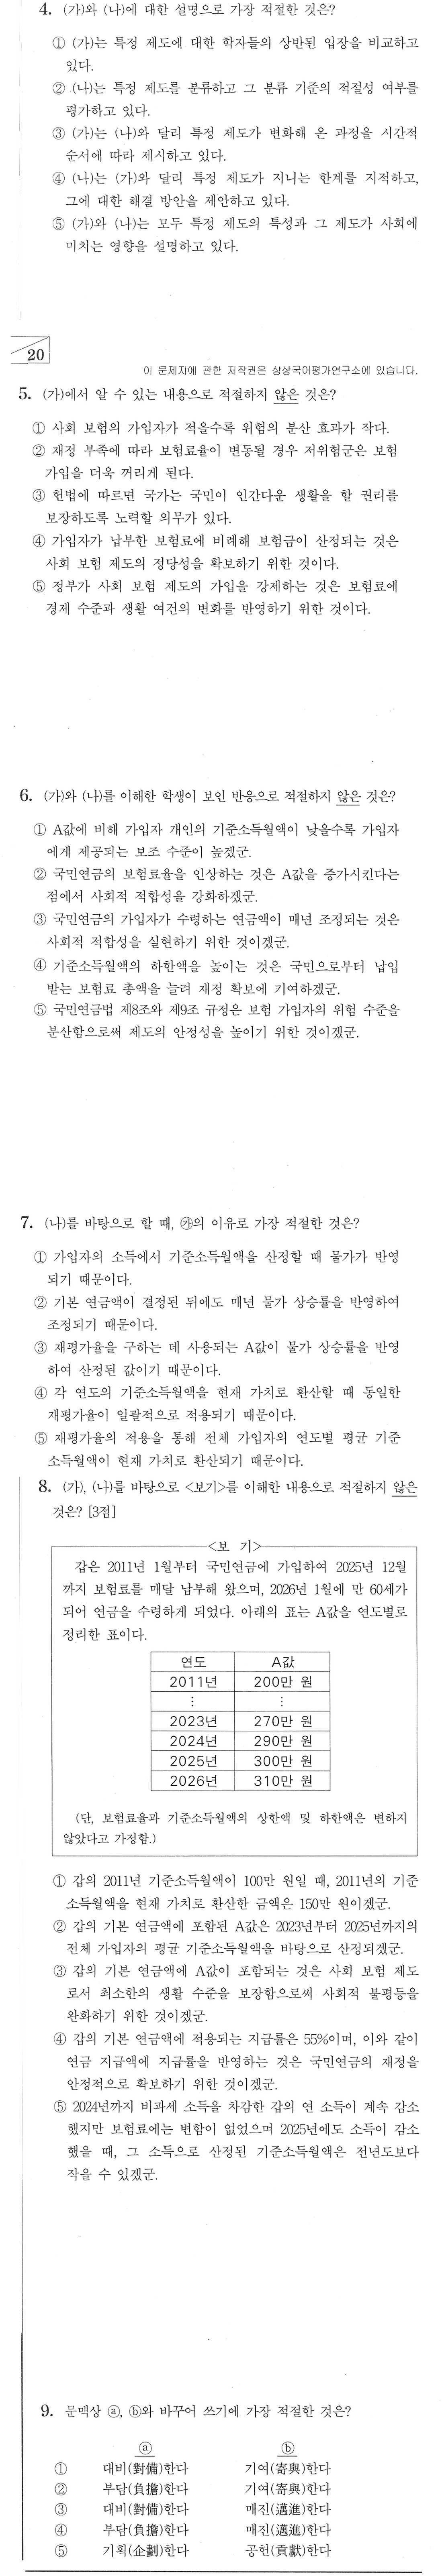 4. (가)와 (나)에 대한 설명으로 가장 적절한 것은?
① (가)는 특정 제도에 대한 학자들의 상반된 입장을 비교하고
있다.
② (나)는 특정 제도를 분류하고 그 분류 기준의 적절성 여부를
평가하고 있다.
③ (가)는 (나)와 달리 특정 제도가 변화해 온 과정을 시간적
순서에 따라 제시하고 있다.
④ (나)는 (가)와 달리 특정 제도가 지니는 한계를 지적하고,
그에 대한 해결 방안을 제안하고 있다.
⑤ (가)와 (나)는 모두 특정 제도의 특성과 그 제도가 사회에
미치는 영향을 설명하고 있다.
20
이 문제지에 관한 저작권은 상상국어평가연구소에 있습니다.
5. (가)에서 알 수 있는 내용으로 적절하지 않은 것은?
① 사회 보험의 가입자가 적을수록 위험의 분산 효과가 작다.
② 재정 부족에 따라 보험료율이 변동될 경우 저위험군은 보험
가입을 더욱 꺼리게 된다.
③ 헌법에 따르면 국가는 국민이 인간다운 생활을 할 권리를
보장하도록 노력할 의무가 있다.
④ 가입자가 납부한 보험료에 비례해 보험금이 산정되는 것은
사회 보험 제도의 정당성을 확보하기 위한 것이다.
⑤ 정부가 사회 보험 제도의 가입을 강제하는 것은 보험료에
경제 수준과 생활 여건의 변화를 반영하기 위한 것이다.
6. (가)와 (나)를 이해한 학생이 보인 반응으로 적절하지 않은 것은?
① A값에 비해 가입자 개인의 기준소득월액이 낮을수록 가입자
에게 제공되는 보조 수준이 높겠군.
② 국민연금의 보험료율을 인상하는 것은 A값을 증가시킨다는
점에서 사회적 적합성을 강화하겠군.
③ 국민연금의 가입자가 수령하는 연금액이 매년 조정되는 것은
사회적 적합성을 실현하기 위한 것이겠군.
④ 기준소득월액의 하한액을 높이는 것은 국민으로부터 납입
받는 보험료 총액을 늘려 재정 확보에 기여하겠군.
⑤ 국민연금법 제8조와 제9조 규정은 보험 가입자의 위험 수준을
분산함으로써 제도의 안정성을 높이기 위한 것이겠군.
7. (나)를 바탕으로 할 때, ㉮의 이유로 가장 적절한 것은?
① 가입자의 소득에서 기준소득월액을 산정할 때 물가가 반영
되기 때문이다.
② 기본 연금액이 결정된 뒤에도 매년 물가 상승률을 반영하여
조정되기 때문이다.
③ 재평가율을 구하는 데 사용되는 A값이 물가 상승률을 반영
하여 산정된 값이기 때문이다.
④ 각 연도의 기준소득월액을 현재 가치로 환산할 때 동일한
재평가율이 일괄적으로 적용되기 때문이다.
⑤ 재평가율의 적용을 통해 전체 가입자의 연도별 평균 기준
소득월액이 현재 가치로 환산되기 때문이다.
8. (가), (나)를 바탕으로 <보기>를 이해한 내용으로 적절하지 않은
것은? [3점]
<보 기>
갑은 2011년 1월부터 국민연금에 가입하여 2025년 12월
까지 보험료를 매달 납부해 왔으며, 2026년 1월에 만 60세가
되어 연금을 수령하게 되었다. 아래의 표는 A값을 연도별로
정리한 표이다.
연도 A값
2011년 200만 원
⋮ ⋮
2023년 270만 원
2024년 290만 원
2025년 300만 원
2026년 310만 원
(단, 보험료율과 기준소득월액의 상한액 및 하한액은 변하지
않았다고 가정함.)
① 갑의 2011년 기준소득월액이 100만 원일 때, 2011년의 기준
소득월액을 현재 가치로 환산한 금액은 150만 원이겠군.
② 갑의 기본 연금액에 포함된 A값은 2023년부터 2025년까지의
전체 가입자의 평균 기준소득월액을 바탕으로 산정되겠군.
③ 갑의 기본 연금액에 A값이 포함되는 것은 사회 보험 제도
로서 최소한의 생활 수준을 보장함으로써 사회적 불평등을
완화하기 위한 것이겠군.
④ 갑의 기본 연금액에 적용되는 지급률은 55%이며, 이와 같이
연금 지급액에 지급률을 반영하는 것은 국민연금의 재정을
안정적으로 확보하기 위한 것이겠군.
⑤ 2024년까지 비과세 소득을 차감한 갑의 연 소득이 계속 감소
했지만 보험료에는 변함이 없었으며 2025년에도 소득이 감소
했을 때, 그 소득으로 산정된 기준소득월액은 전년도보다
작을 수 있겠군.
9. 문맥상 ⓐ, ⓑ와 바꾸어 쓰기에 가장 적절한 것은?
ⓐ ⓑ
① 대비(對備)한다 기여(寄與)한다
② 부담(負擔)한다 기여(寄與)한다
③ 대비(對備)한다 매진(邁進)한다
④ 부담(負擔)한다 매진(邁進)한다
⑤ 기획(企劃)한다 공헌(貢獻)한다